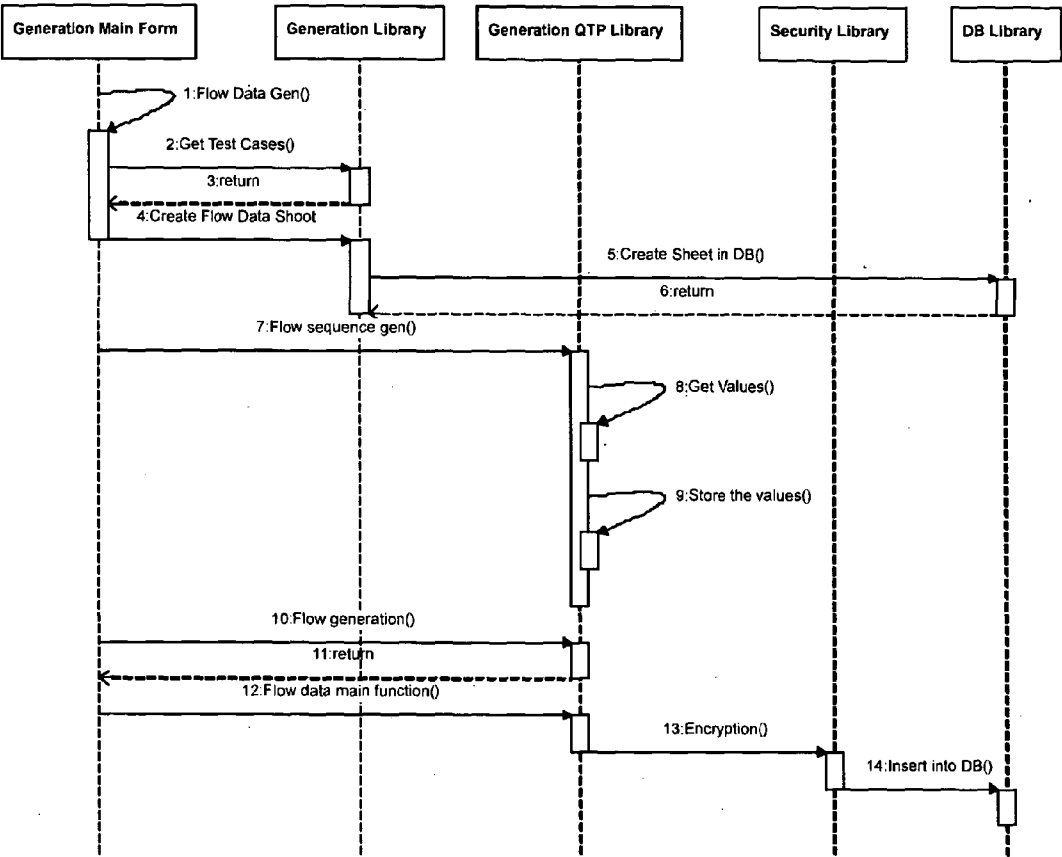 Generation Main Form
Generation Library
Generation QTP Library
Security Library
DB Library
1:Flow Data Gen()
2:Get Test Cases()
3:return
4:Create Flow Data Shoot
5:Create Sheet in DB()
6:return
7:Flow sequence gen()
8:Get Values()
9:Store the values()
10:Flow generation()
11:return
12:Flow data main function()
13:Encryption()
14:Insert into DB()